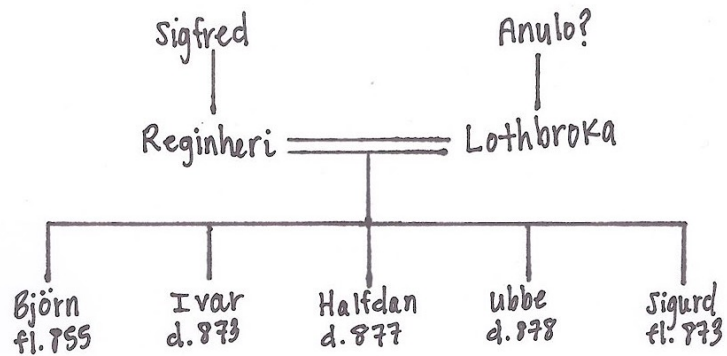 Sigfred
Anulo?
Reginheri
Lothbroka
Björn
fl. 855
Ivar
d. 873
Halfdan
d. 877
Ubbe
d. 878
Sigurd
fl. 873